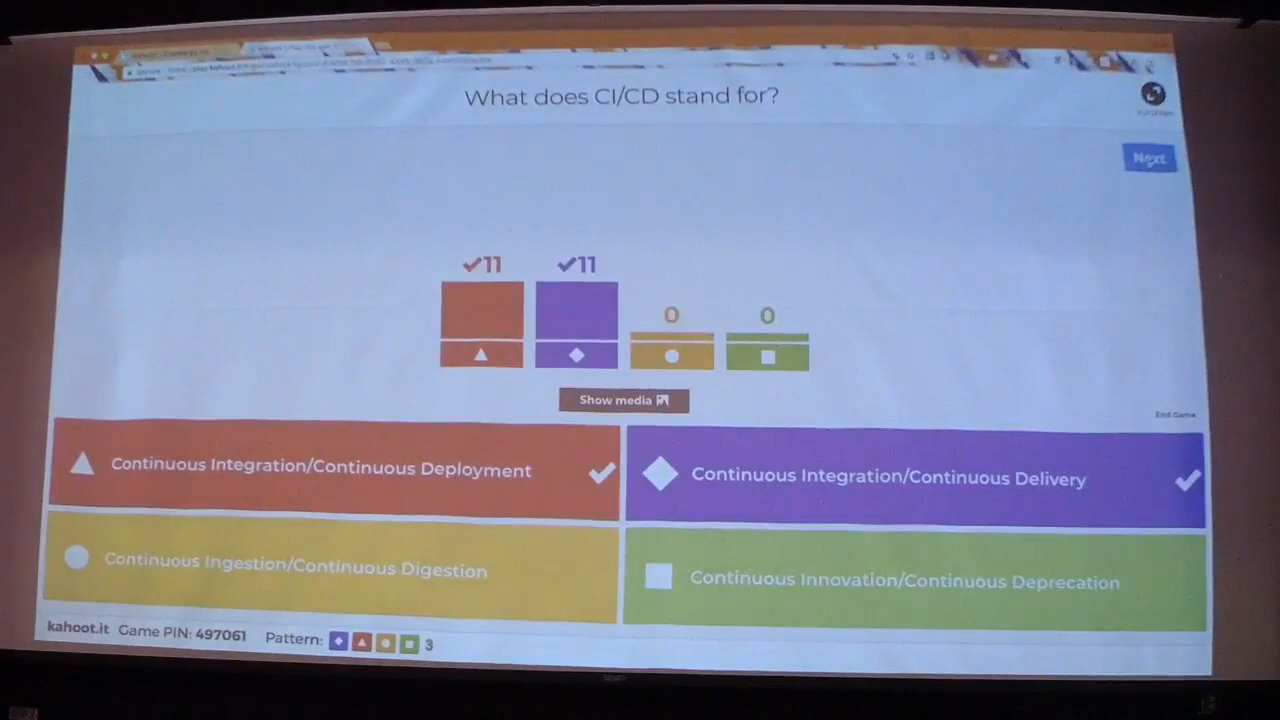 What does CI/CD stand for?
Next
11
11
0
0
Show media
End Game
Continuous Integration/Continuous Deployment
Continuous Integration/Continuous Delivery
Continuous Ingestion/Continuous Digestion
Continuous Innovation/Continuous Deprecation
kahoot.it Game PIN: 497061 Pattern: 3